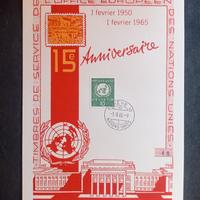 TIMBRES DE SERVICE DE L'OFFICE EUROPÉEN DES NATIONS UNIES
1 février 1950
1 février 1965
15e
Anniversaire